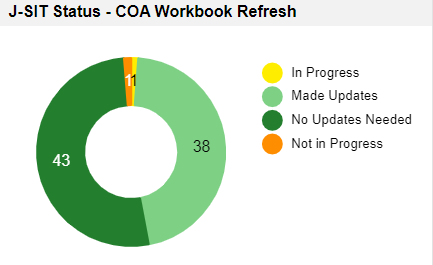 J-SIT Status - COA Workbook Refresh
1 1
38
43
In Progress
Made Updates
No Updates Needed
Not in Progress